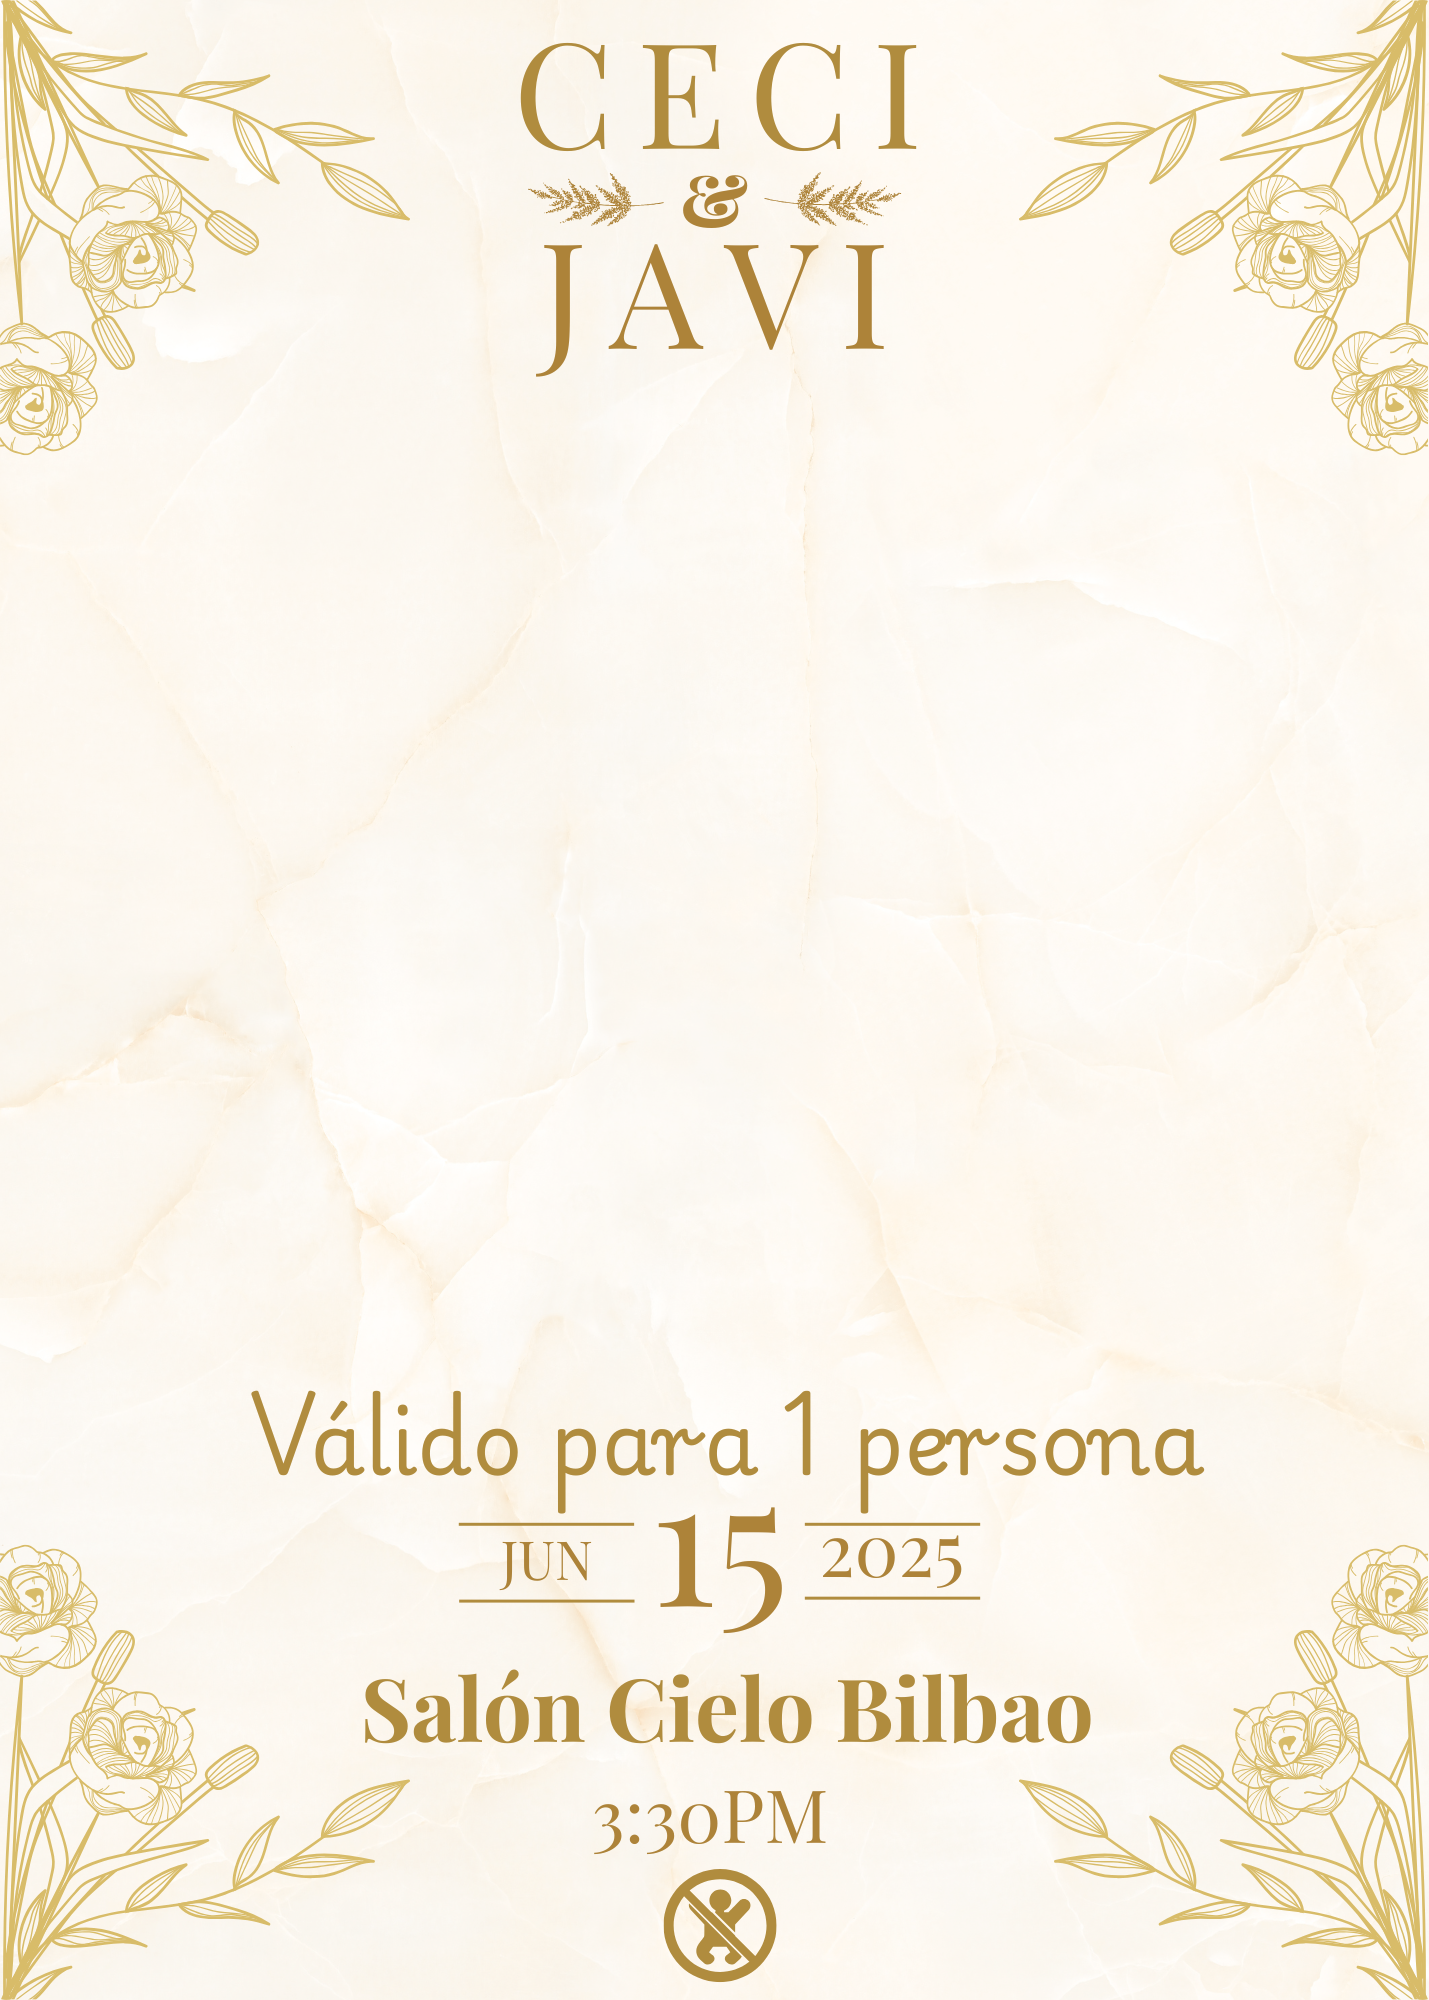 CECI
&
JAVI
Válido para 1 persona
JUN 15 2025
Salón Cielo Bilbao
3:30PM